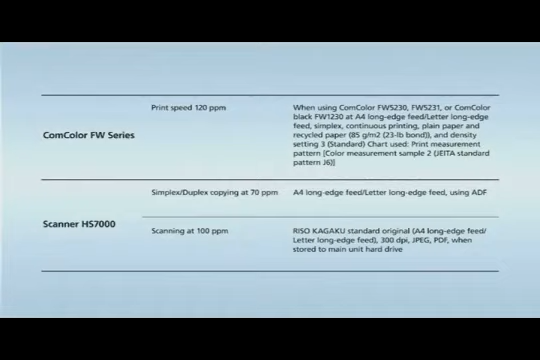 Print speed 120 ppm
When using ComColor FW5230, FW5231, or ComColor
black FW1230 at A4 long-edge feed/Letter long-edge
feed, simplex, continuous printing, plain paper and
recycled paper (85 g/m2 (23-lb bond)), and density
setting 3 (Standard) Chart used: Print measurement
pattern [Color measurement sample 2 (JEITA standard
pattern J6)]
ComColor FW Series
Simplex/Duplex copying at 70 ppm
A4 long-edge feed/Letter long-edge feed, using ADF
Scanner HS7000
Scanning at 100 ppm
RISO KAGAKU standard original (A4 long-edge feed/
Letter long-edge feed), 300 dpi, JPEG, PDF, when
stored to main unit hard drive